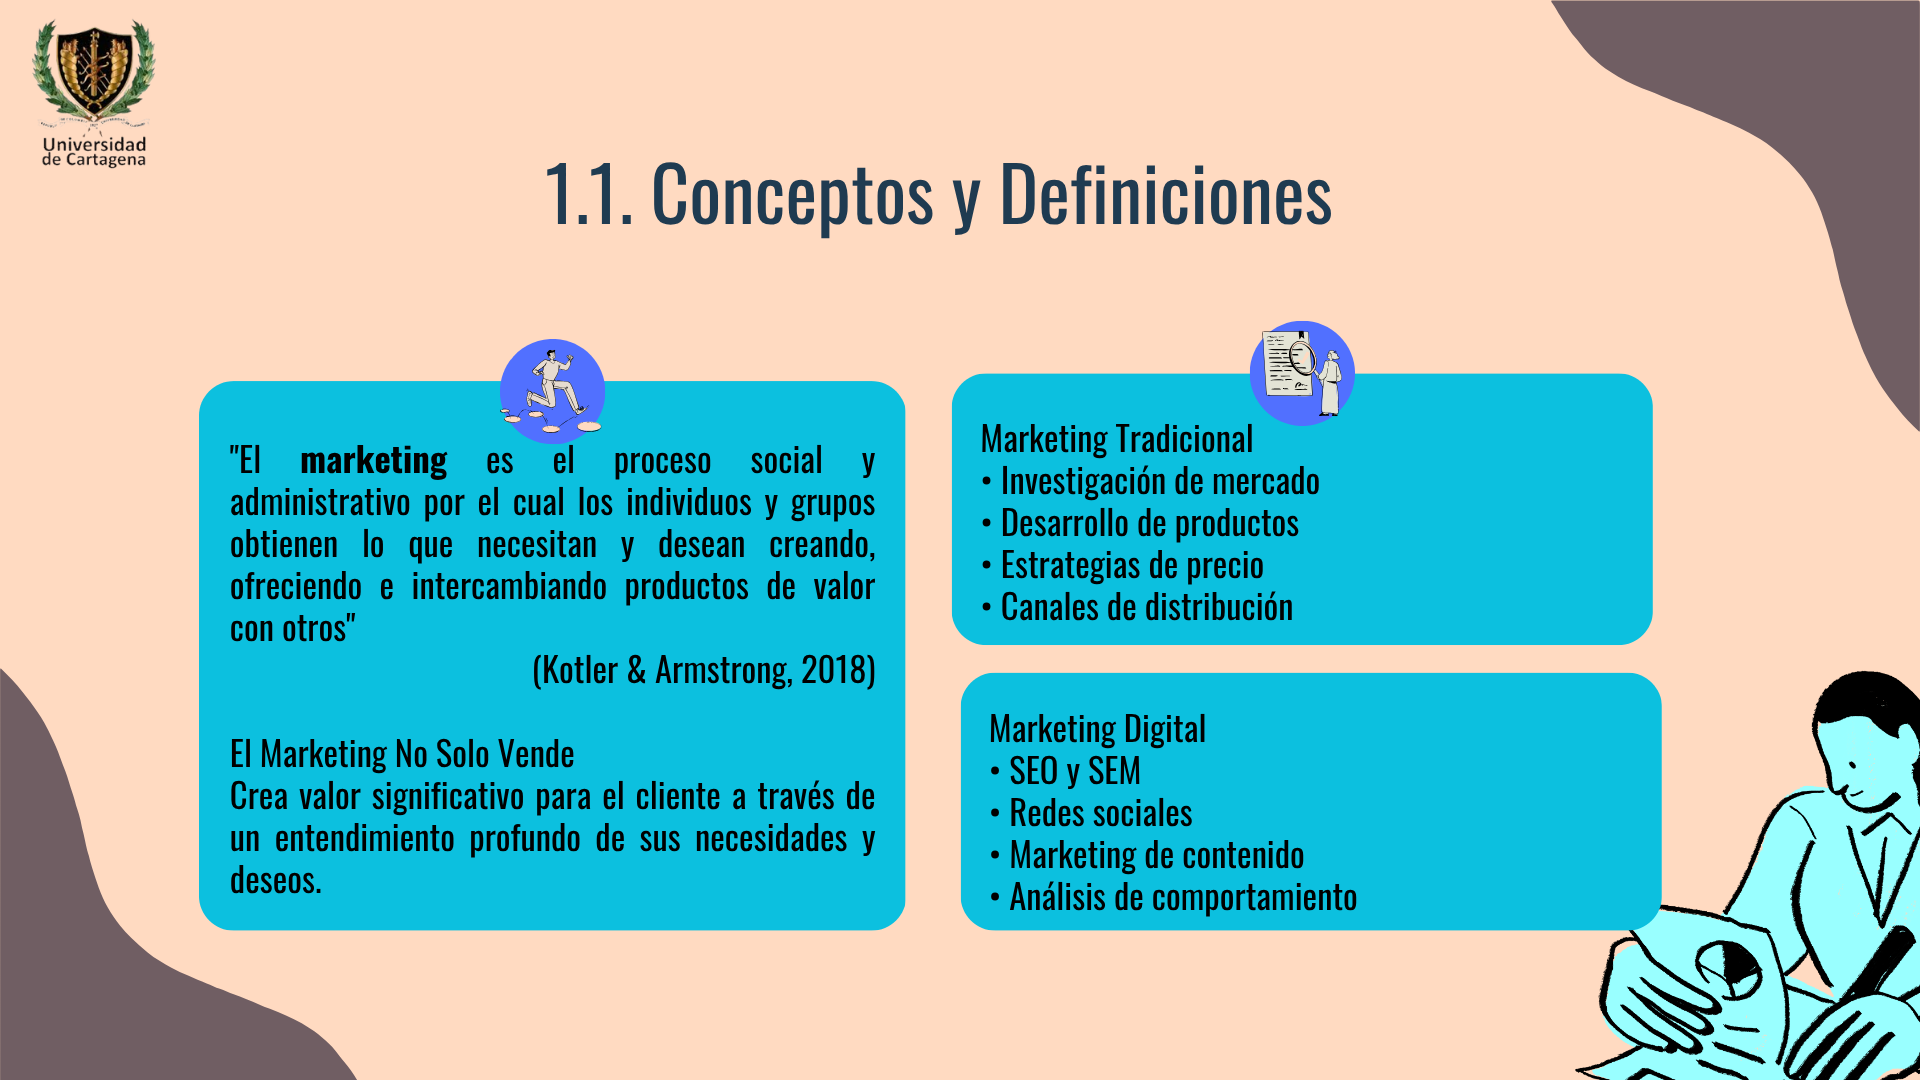 Universidad
de Cartagena
1.1. Conceptos y Definiciones
"El marketing es el proceso social y
administrativo por el cual los individuos y grupos
obtienen lo que necesitan y desean creando,
ofreciendo e intercambiando productos de valor
con otros"
(Kotler & Armstrong, 2018)
El Marketing No Solo Vende
Crea valor significativo para el cliente a través de
un entendimiento profundo de sus necesidades y
deseos.
Marketing Tradicional
• Investigación de mercado
• Desarrollo de productos
• Estrategias de precio
• Canales de distribución
Marketing Digital
• SEO y SEM
• Redes sociales
• Marketing de contenido
• Análisis de comportamiento